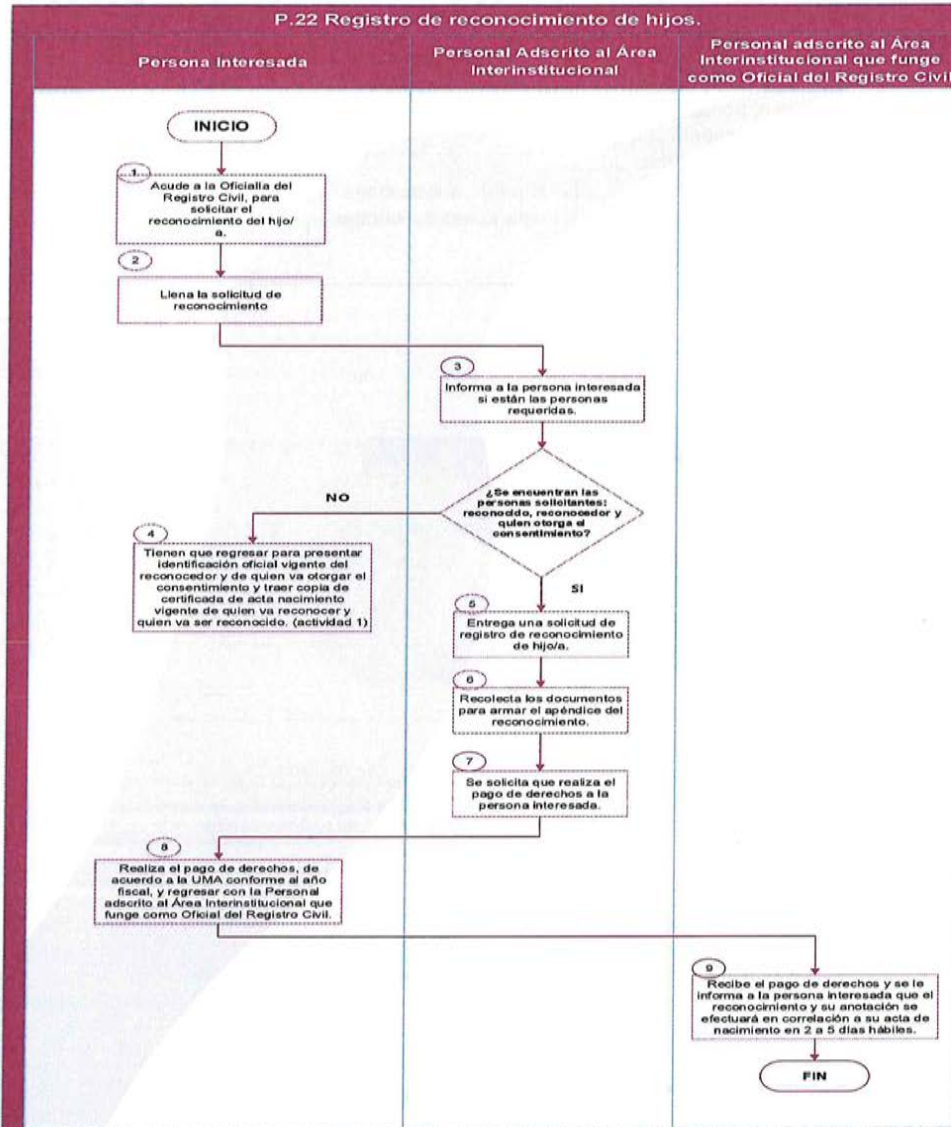 P.22 Registro de reconocimiento de hijos.
Persona Interesada
Personal Adscrito al Área
Interinstitucional
Personal adscrito al Área
Interinstitucional que funge
como Oficial del Registro Civil
INICIO
1
Acude a la Oficialía del
Registro Civil, para
solicitar el
reconocimiento del hijo/
a.
2
Llena la solicitud de
reconocimiento
3
Informa a la persona interesada
si están las personas
requeridas.
¿Se encuentran las
personas solicitantes:
reconocido, reconocedor y
quien otorga el
consentimiento?
NO
4
Tienen que regresar para presentar
identificación oficial vigente del
reconocedor y de quien va otorgar el
consentimiento y traer copia de
certificada de acta nacimiento
vigente de quien va reconocer y
quien va ser reconocido. (actividad 1)
SI
5
Entrega una solicitud de
registro de reconocimiento
de hijo/a.
6
Recolecta los documentos
para armar el apéndice del
reconocimiento.
7
Se solicita que realiza el
pago de derechos a la
persona interesada.
8
Realiza el pago de derechos, de
acuerdo a la UMA conforme al año
fiscal, y regresar con la Personal
adscrito al Área Interinstitucional que
funge como Oficial del Registro Civil.
9
Recibe el pago de derechos y se le
informa a la persona interesada que el
reconocimiento y su anotación se
efectuará en correlación a su acta de
nacimiento en 2 a 5 días hábiles.
FIN